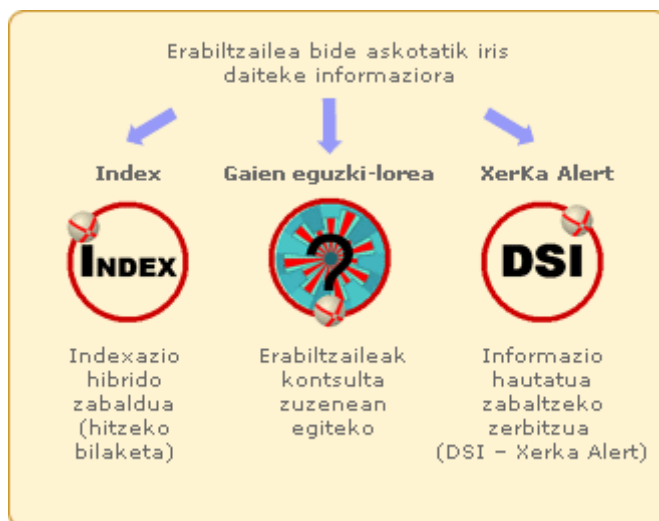 Erabiltzailea bide askotatik iris
daiteke informaziora
Index
Gaien eguzki-lorea
XerKa Alert
INDEX
?
DSI
Indexazio
hibrido
zabaldua
(hitzeko
bilaketa)
Erabiltzaileak
kontsulta
zuzenean
egiteko
Informazio
hautatua
zabaltzeko
zerbitzua
(DSI – Xerka Alert)